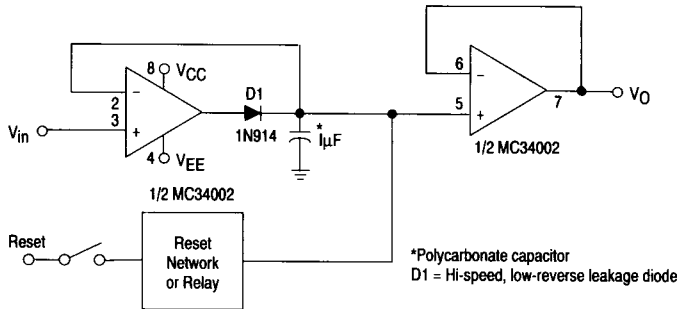 8
VCC
−
2
3
+
Vin
4
VEE
1/2 MC34002
D1
1N914
*
1μF
6
−
5
+
7
VO
1/2 MC34002
Reset
Reset
Network
or Relay
*Polycarbonate capacitor
D1 = Hi-speed, low-reverse leakage diode